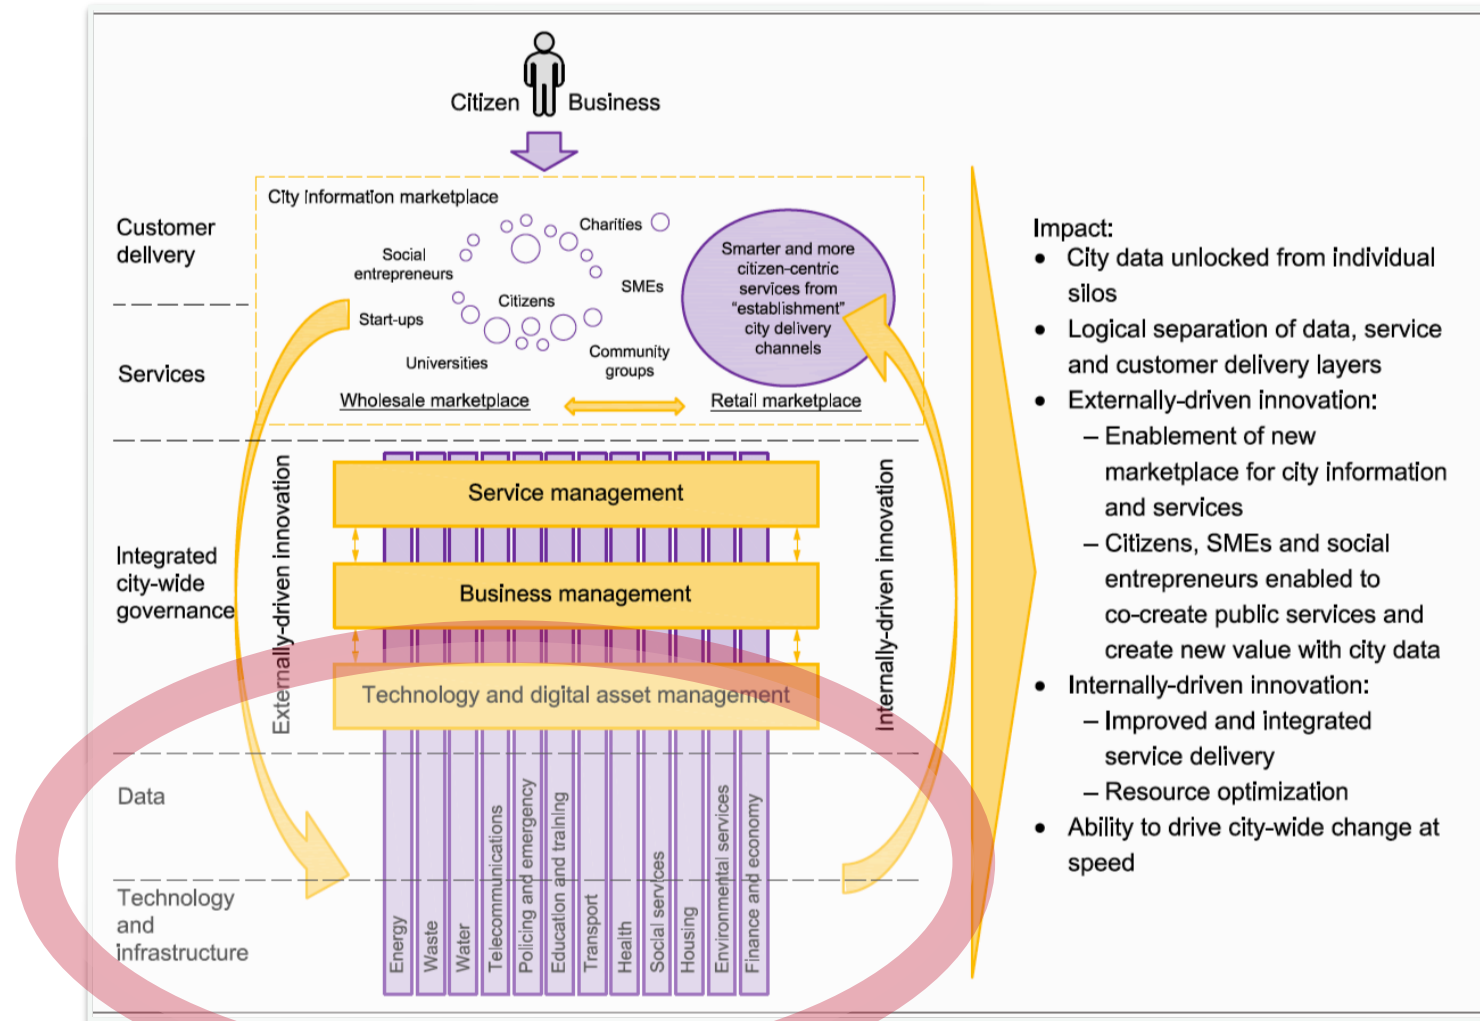 Citizen Business
City information marketplace
Customer
delivery
Services
Charities
Social
entrepreneurs
SMEs
Citizens
Start-ups
Universities
Community
groups
Wholesale marketplace
Smarter and more
citizen-centric
services from
“establishment”
city delivery
channels
Retail marketplace
Integrated
city-wide
governance
Externally-driven innovation
Service management
Business management
Technology and digital asset management
Internally-driven innovation
Data
Technology
and
infrastructure
Energy
Waste
Water
Telecommunications
Policing and emergency
Education and training
Transport
Health
Social services
Housing
Environmental services
Finance and economy
Impact:
• City data unlocked from individual
silos
• Logical separation of data, service
and customer delivery layers
• Externally-driven innovation:
– Enablement of new
marketplace for city information
and services
– Citizens, SMEs and social
entrepreneurs enabled to
co-create public services and
create new value with city data
• Internally-driven innovation:
– Improved and integrated
service delivery
– Resource optimization
• Ability to drive city-wide change at
speed